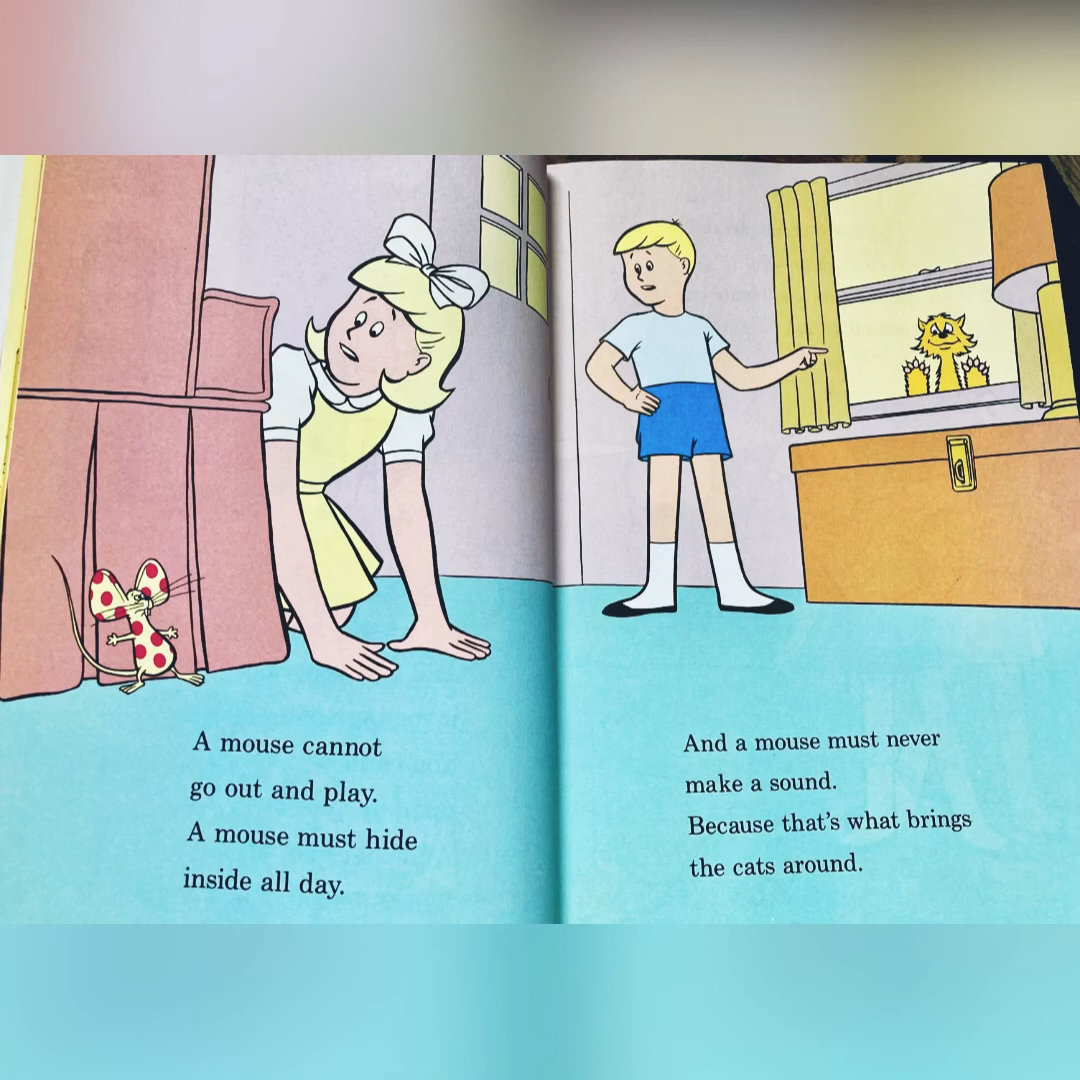 A mouse cannot
go out and play.
A mouse must hide
inside all day.
And a mouse must never
make a sound.
Because that's what brings
the cats around.